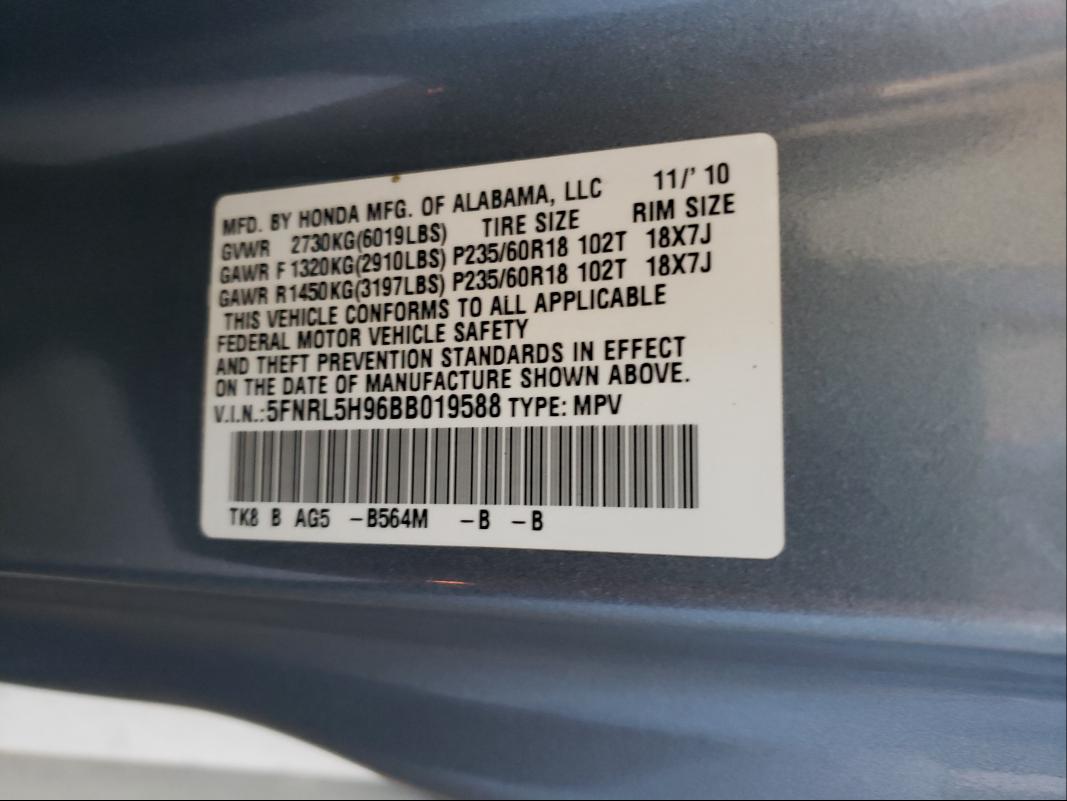 MFD. BY HONDA MFG. OF ALABAMA, LLC 11/' 10
GVWR 2730KG(6019LBS) TIRE SIZE RIM SIZE
GAWR F 1320KG(2910LBS) P235/60R18 102T 18X7J
GAWR R 1450KG(3197LBS) P235/60R18 102T 18X7J
THIS VEHICLE CONFORMS TO ALL APPLICABLE
FEDERAL MOTOR VEHICLE SAFETY
AND THEFT PREVENTION STANDARDS IN EFFECT
ON THE DATE OF MANUFACTURE SHOWN ABOVE.
V.I.N.:5FNRL5H96BB019588 TYPE: MPV
TK8 B AG5 -B564M -B -B